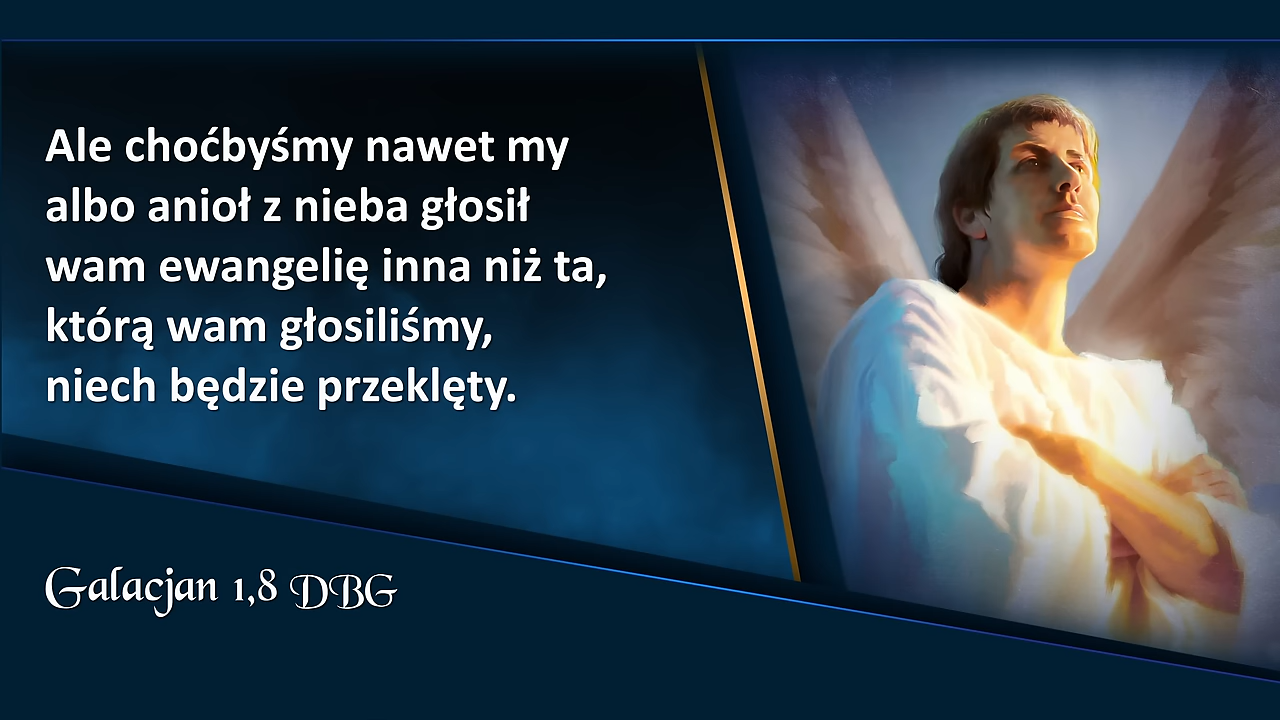 Ale choćbyśmy nawet my
albo anioł z nieba głosił
wam ewangelię inna niż ta,
którą wam głosiliśmy,
niech będzie przeklęty.
Galacjan 1,8 DBG